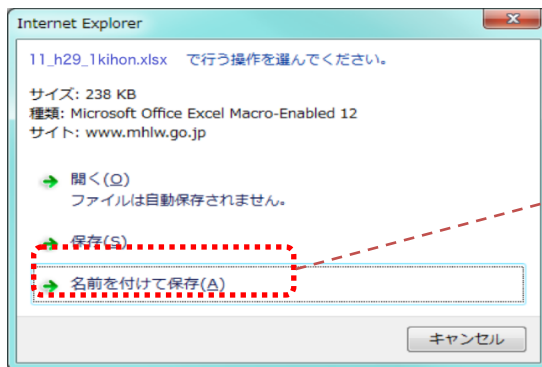 Internet Explorer
11_h29_1kihon.xlsx で行う操作を選んでください。
サイズ: 238 KB
種類: Microsoft Office Excel Macro-Enabled 12
サイト: www.mhlw.go.jp
開く(O)
ファイルは自動保存されません。
保存(S)
名前を付けて保存(A)
キャンセル